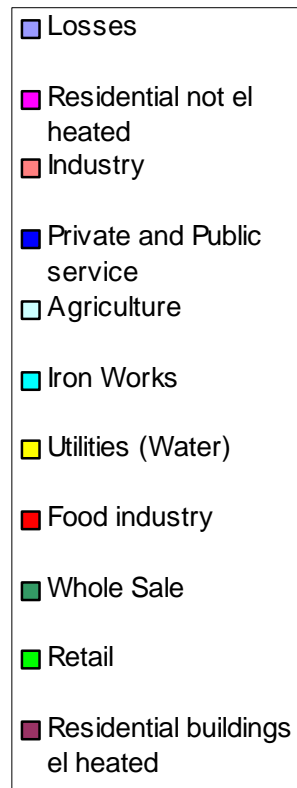 Losses
Residential not el
heated
Industry
Private and Public
service
Agriculture
Iron Works
Utilities (Water)
Food industry
Whole Sale
Retail
Residential buildings
el heated